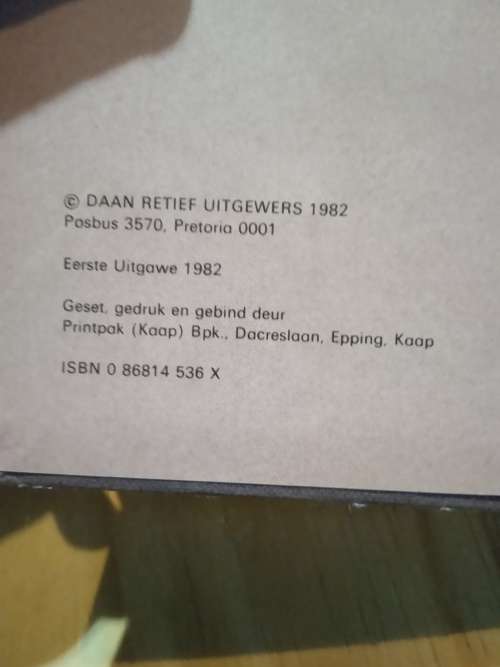 © DAAN RETIEF UITGEWERS 1982
Posbus 3570, Pretoria 0001
Eerste Uitgawe 1982
Geset, gedruk en gebind deur
Printpak (Kaap) Bpk., Dacreslaan, Epping, Kaap
ISBN 0 86814 536 X